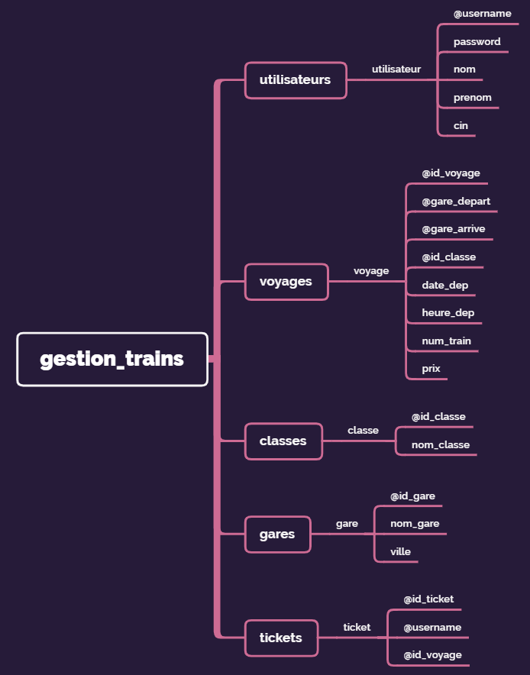 gestion_trains
utilisateurs
utilisateur
@username
password
nom
prenom
cin
voyages
voyage
@id_voyage
@gare_depart
@gare_arrive
@id_classe
date_dep
heure_dep
num_train
prix
classes
classe
@id_classe
nom_classe
gares
gare
@id_gare
nom_gare
ville
tickets
ticket
@id_ticket
@username
@id_voyage